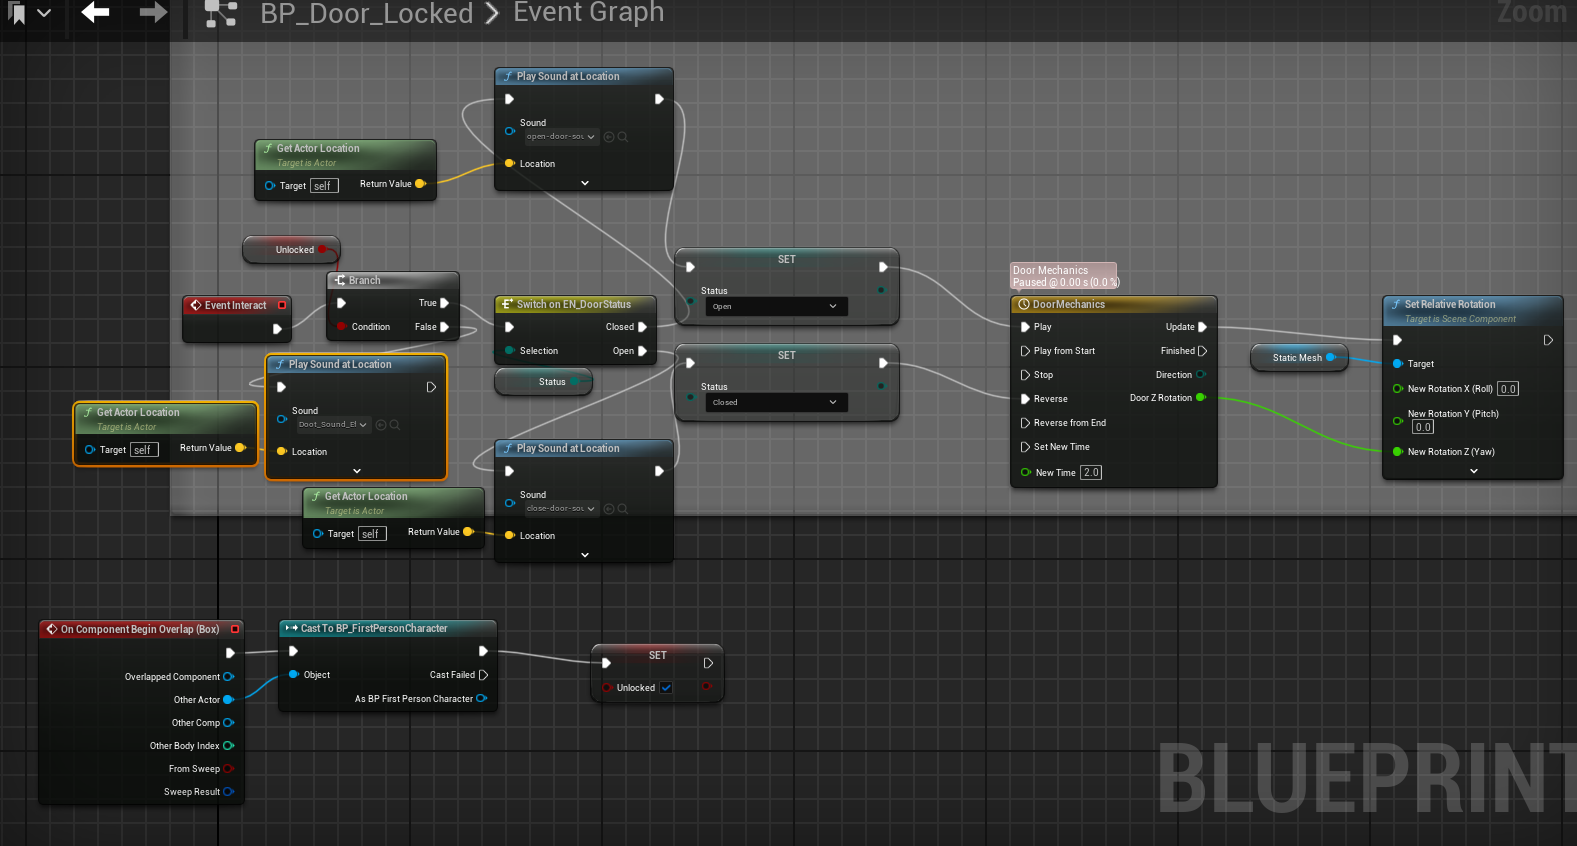 BP_Door_Locked > Event Graph
Zoom
Play Sound at Location
Sound
open-door-sou
Location
Get Actor Location
Target is Actor
Target self Return Value
Unlocked
Branch
True
Condition False
Event Interact
Switch on EN_DoorStatus
Closed
Selection Open
Status
SET
Status
Open
SET
Status
Closed
Door Mechanics
Paused @ 0.00 s (0.0 %)
DoorMechanics
Play Update
Play from Start Finished
Stop Direction
Reverse Door Z Rotation
Reverse from End
Set New Time
New Time 2.0
Static Mesh
Set Relative Rotation
Target is Scene Component
Target
New Rotation X (Roll) 0.0
New Rotation Y (Pitch)
0.0
New Rotation Z (Yaw)
Play Sound at Location
Sound
Doot_Sound_Ef
Location
Get Actor Location
Target is Actor
Target self Return Value
Play Sound at Location
Sound
close-door-sou
Location
Get Actor Location
Target is Actor
Target self Return Value
On Component Begin Overlap (Box)
Overlapped Component
Other Actor
Other Comp
Other Body Index
From Sweep
Sweep Result
Cast To BP_FirstPersonCharacter
Object Cast Failed
As BP First Person Character
SET
Unlocked
BLUEPRINT